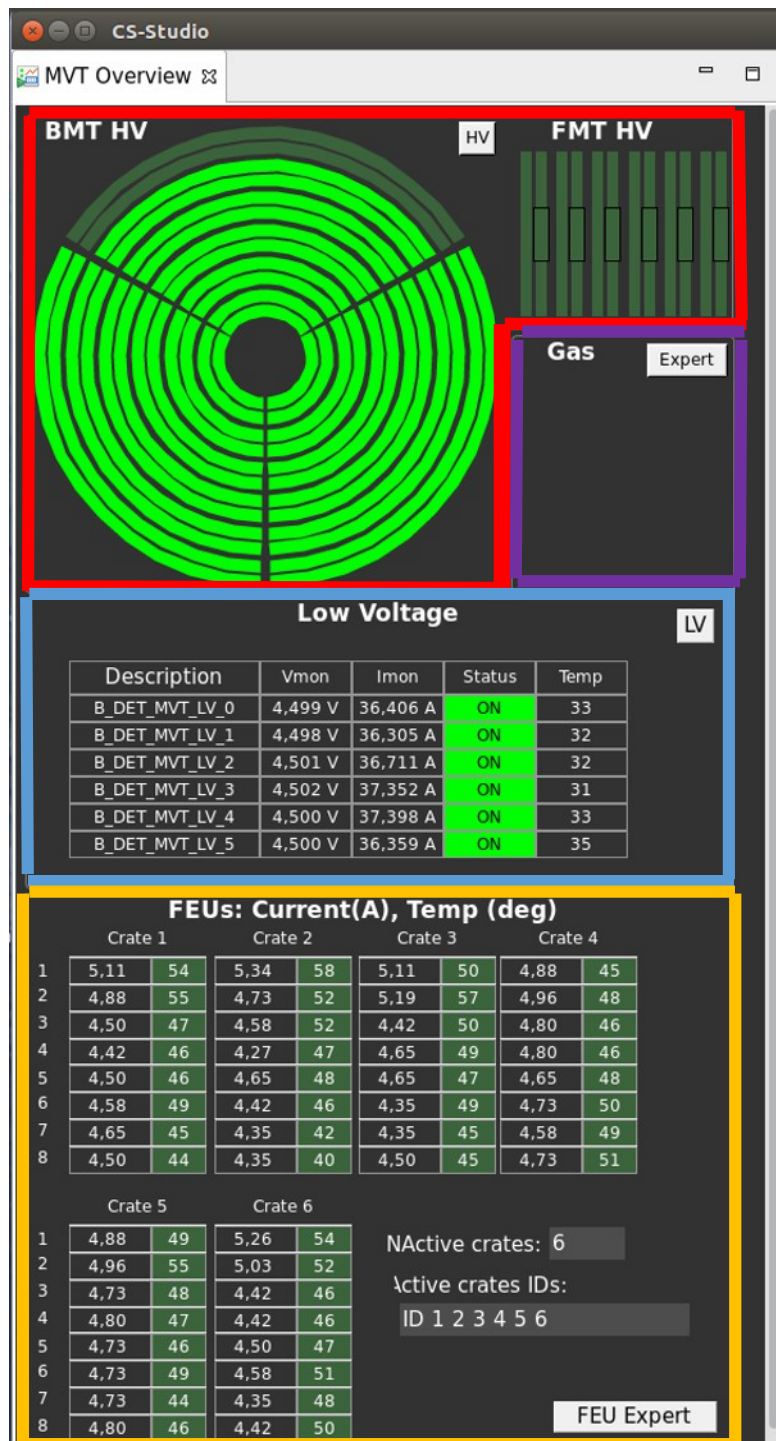 CS-Studio
MVT Overview
BMT HV
HV
FMT HV
Gas
Expert
Low Voltage
LV
Description Vmon Imon Status Temp
B_DET_MVT_LV_0 4,499 V 36,406 A ON 33
B_DET_MVT_LV_1 4,498 V 36,305 A ON 32
B_DET_MVT_LV_2 4,501 V 36,711 A ON 32
B_DET_MVT_LV_3 4,502 V 37,352 A ON 31
B_DET_MVT_LV_4 4,500 V 37,398 A ON 33
B_DET_MVT_LV_5 4,500 V 36,359 A ON 35
FEUs: Current(A), Temp (deg)
Crate 1 Crate 2 Crate 3 Crate 4
1 5,11 54 5,34 58 5,11 50 4,88 45
2 4,88 55 4,73 52 5,19 57 4,96 48
3 4,50 47 4,58 52 4,42 50 4,80 46
4 4,42 46 4,27 47 4,65 49 4,80 46
5 4,50 46 4,65 48 4,65 47 4,65 48
6 4,58 49 4,42 46 4,35 49 4,73 50
7 4,65 45 4,35 42 4,35 45 4,58 49
8 4,50 44 4,35 40 4,50 45 4,73 51
Crate 5 Crate 6
1 4,88 49 5,26 54
2 4,96 55 5,03 52
3 4,73 48 4,42 46
4 4,80 47 4,42 46
5 4,73 46 4,50 47
6 4,73 49 4,58 51
7 4,73 44 4,35 48
8 4,80 46 4,42 50
NActive crates: 6
Active crates IDs:
ID 1 2 3 4 5 6
FEU Expert